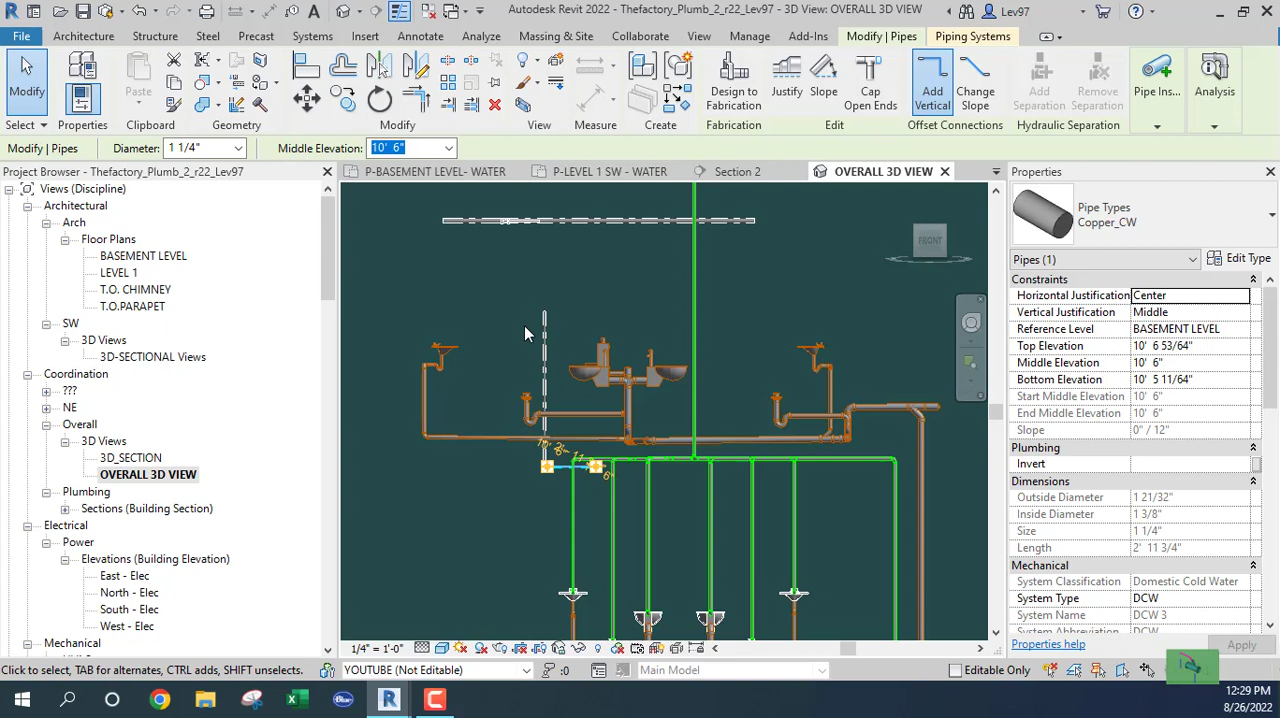 Autodesk Revit 2022 - Thefactory_Plumb_2_r22_Lev97 - 3D View: OVERALL 3D VIEW
Lev97
File Architecture Structure Steel Precast Systems Insert Annotate Analyze Massing & Site Collaborate View Manage Add-Ins Modify | Pipes Piping Systems
Modify Properties Paste Design to Fabrication Justify Slope Cap Open Ends Add Vertical Change Slope Add Separation Remove Separation Pipe Ins... Analysis
Select Properties Clipboard Geometry Modify View Measure Create Fabrication Edit Offset Connections Hydraulic Separation
Modify | Pipes Diameter: 1 1/4" Middle Elevation: 10' 6"
Project Browser - Thefactory_Plumb_2_r22_Lev97
P-BASEMENT LEVEL- WATER P-LEVEL 1 SW - WATER Section 2 OVERALL 3D VIEW
Properties
Views (Discipline)
Architectural
Arch
Floor Plans
BASEMENT LEVEL
LEVEL 1
T.O. CHIMNEY
T.O.PARAPET
SW
3D Views
3D-SECTIONAL Views
Coordination
???
NE
Overall
3D Views
3D_SECTION
OVERALL 3D VIEW
Plumbing
Sections (Building Section)
Electrical
Power
Elevations (Building Elevation)
East - Elec
North - Elec
South - Elec
West - Elec
Mechanical
FRONT
Pipe Types
Copper_CW
Pipes (1) Edit Type
Constraints
Horizontal Justification Center
Vertical Justification Middle
Reference Level BASEMENT LEVEL
Top Elevation 10' 6 53/64"
Middle Elevation 10' 6"
Bottom Elevation 10' 5 11/64"
Start Middle Elevation 10' 6"
End Middle Elevation 10' 6"
Slope 0" / 12"
Plumbing
Invert
Dimensions
Outside Diameter 1 21/32"
Inside Diameter 1 3/8"
Size 1 1/4"
Length 2' 11 3/4"
Mechanical
System Classification Domestic Cold Water
System Type DCW
System Name DCW 3
System Abbreviation DCW
Properties help Apply
1/4" = 1'-0"
Click to select, TAB for alternates, CTRL adds, SHIFT unselects. YOUTUBE (Not Editable) :0 Main Model Editable Only
12:29 PM
8/26/2022